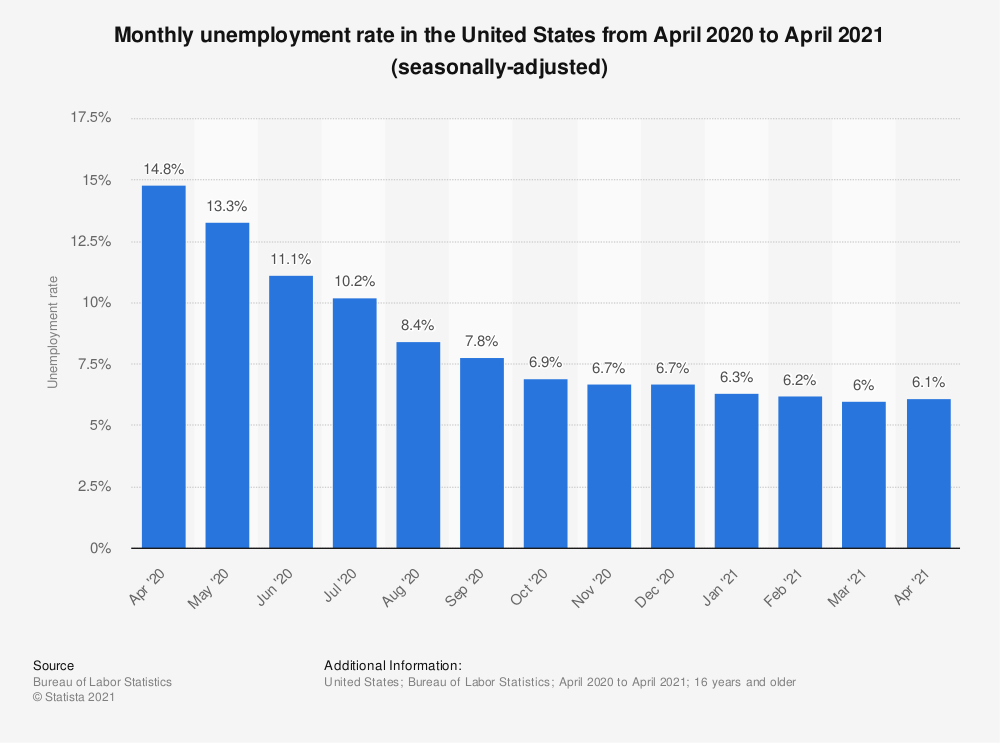 Monthly unemployment rate in the United States from April 2020 to April 2021
(seasonally-adjusted)
Unemployment rate
17.5%
15%
12.5%
10%
7.5%
5%
2.5%
0%
14.8%
13.3%
11.1%
10.2%
8.4%
7.8%
6.9%
6.7%
6.7%
6.3%
6.2%
6%
6.1%
Apr '20
May '20
Jun '20
Jul '20
Aug '20
Sep '20
Oct '20
Nov '20
Dec '20
Jan '21
Feb '21
Mar '21
Apr '21
Source
Bureau of Labor Statistics
© Statista 2021
Additional Information:
United States; Bureau of Labor Statistics; April 2020 to April 2021; 16 years and older